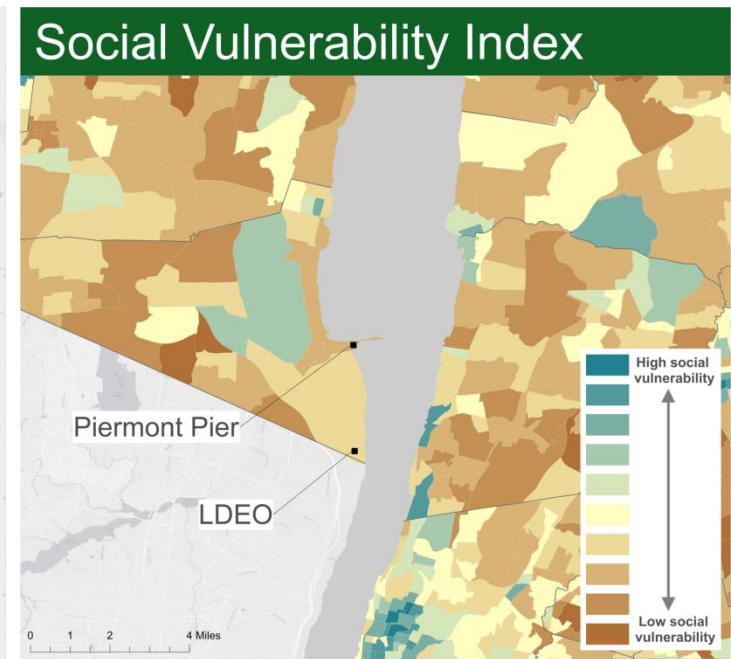 Social Vulnerability Index
Piermont Pier
LDEO
High social
vulnerability
Low social
vulnerability
0 1 2 4 Miles